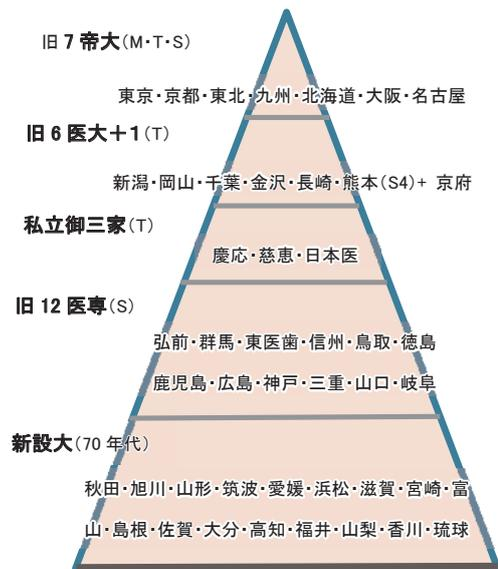 旧7帝大(M・T・S)
東京・京都・東北・九州・北海道・大阪・名古屋
旧6医大＋1(T)
新潟・岡山・千葉・金沢・長崎・熊本(S4)+ 京府
私立御三家(T)
慶応・慈恵・日本医
旧12医専(S)
弘前・群馬・東医歯・信州・鳥取・徳島
鹿児島・広島・神戸・三重・山口・岐阜
新設大(70年代)
秋田・旭川・山形・筑波・愛媛・浜松・滋賀・宮崎・富
山・島根・佐賀・大分・高知・福井・山梨・香川・琉球